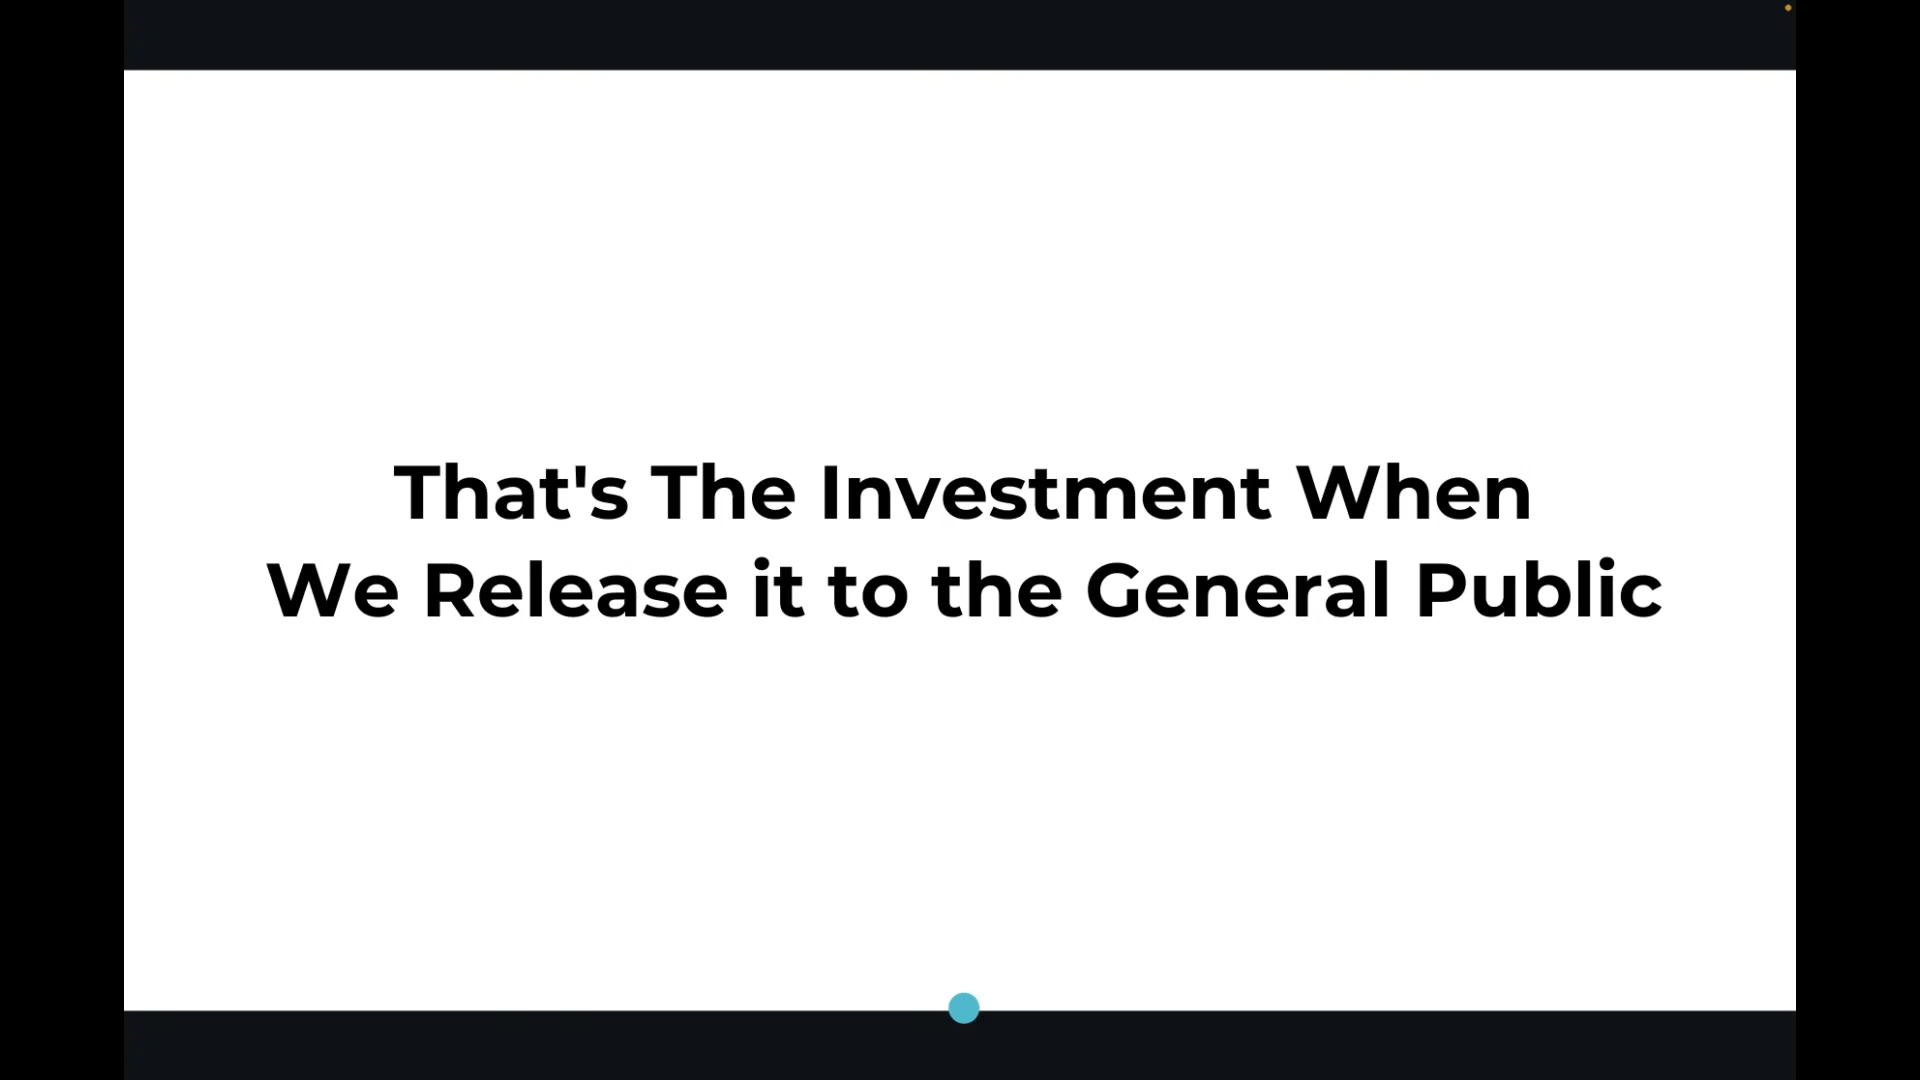 That's The Investment When
We Release it to the General Public